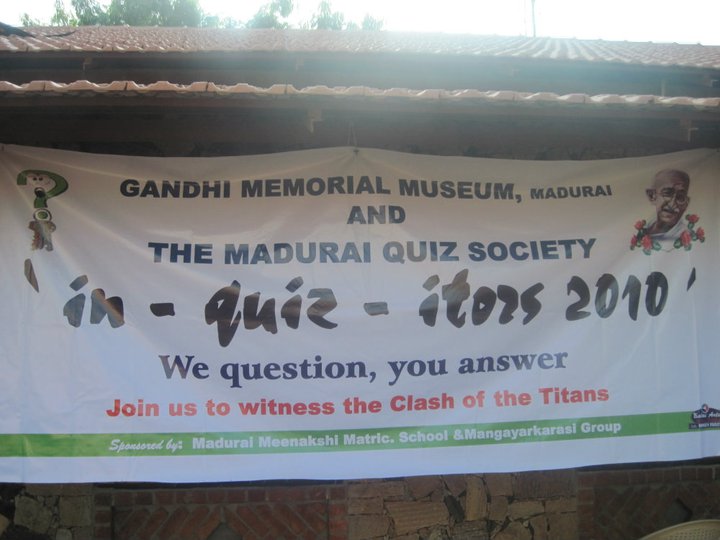 GANDHI MEMORIAL MUSEUM, MADURAI
AND
THE MADURAI QUIZ SOCIETY
' in - quiz - itors 2010 '
We question, you answer
Join us to witness the Clash of the Titans
Sponsored by: Madurai Meenakshi Matric. School &Mangayarkarasi Group